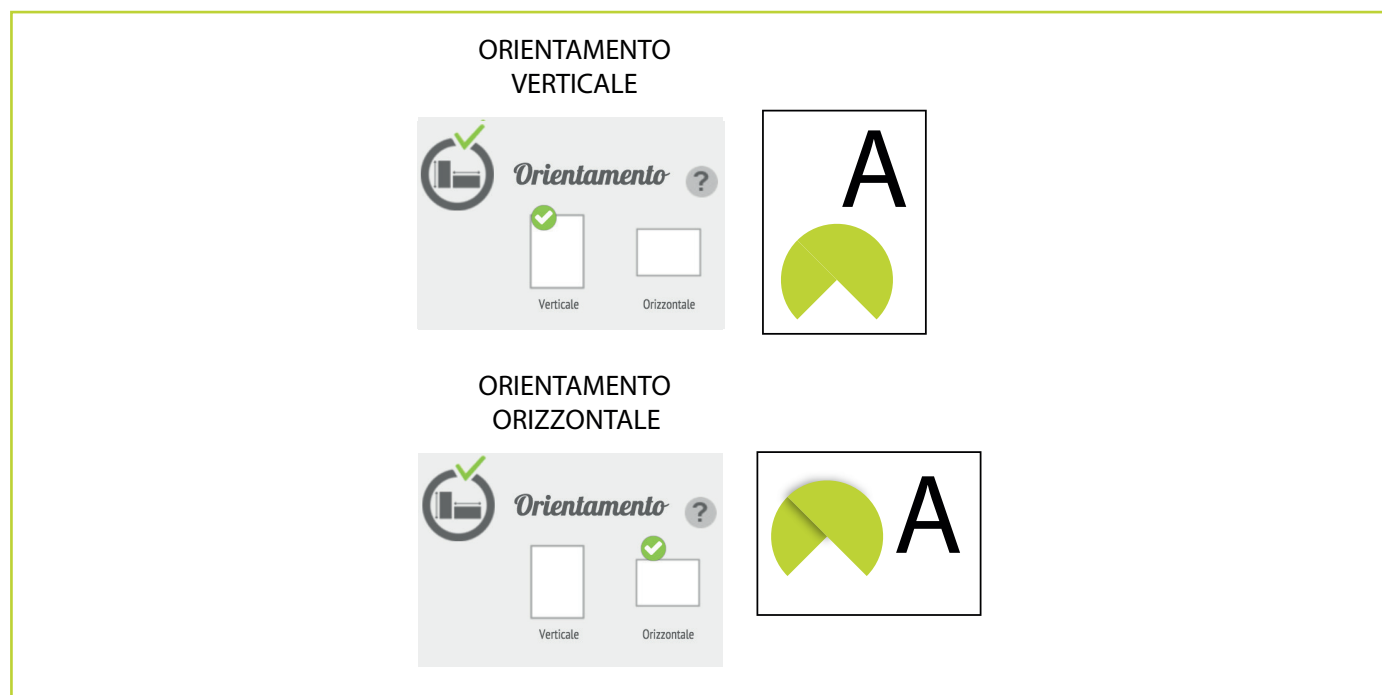 ORIENTAMENTO
VERTICALE
Orientamento ?
Verticale Orizzontale
A
ORIENTAMENTO
ORIZZONTALE
Orientamento ?
Verticale Orizzontale
A